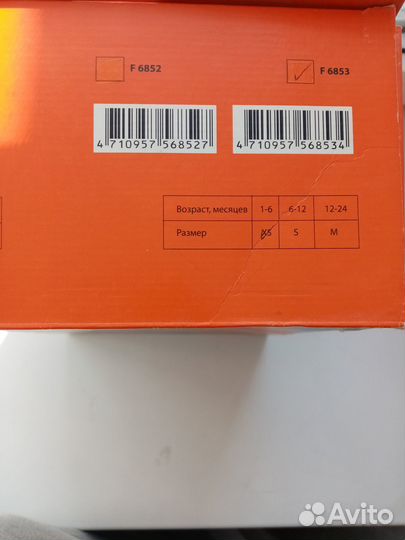 F 6852
F 6853
4 710957 568527
4 710957 568534
Возраст, месяцев 1-6 6-12 12-24
Размер XS S M
Avito